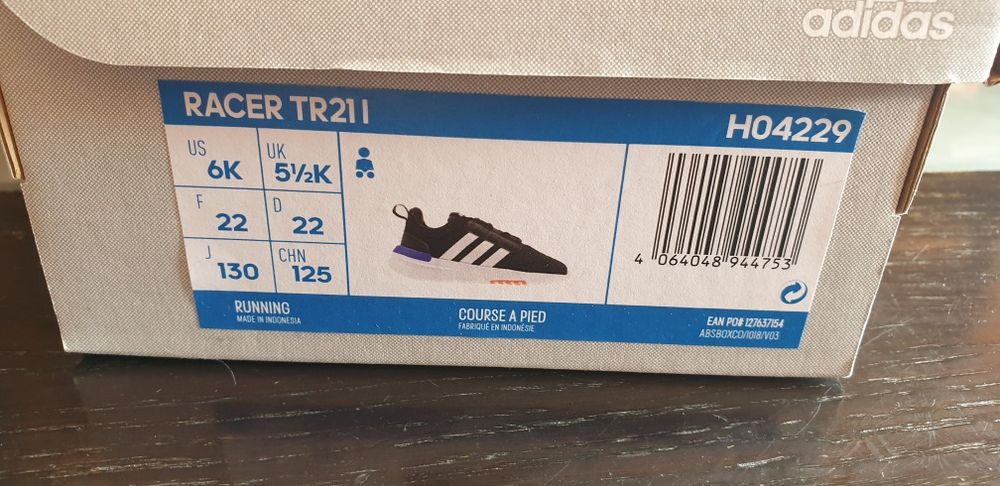 adidas
RACER TR21 I
H04229
US
6K
UK
5½K
F
22
D
22
J
130
CHN
125
4 064048 944753
RUNNING
MADE IN INDONESIA
COURSE A PIED
FABRIQUÉ EN INDONÉSIE
EAN PO# 127637154
ABSBOXCO/1018/V03